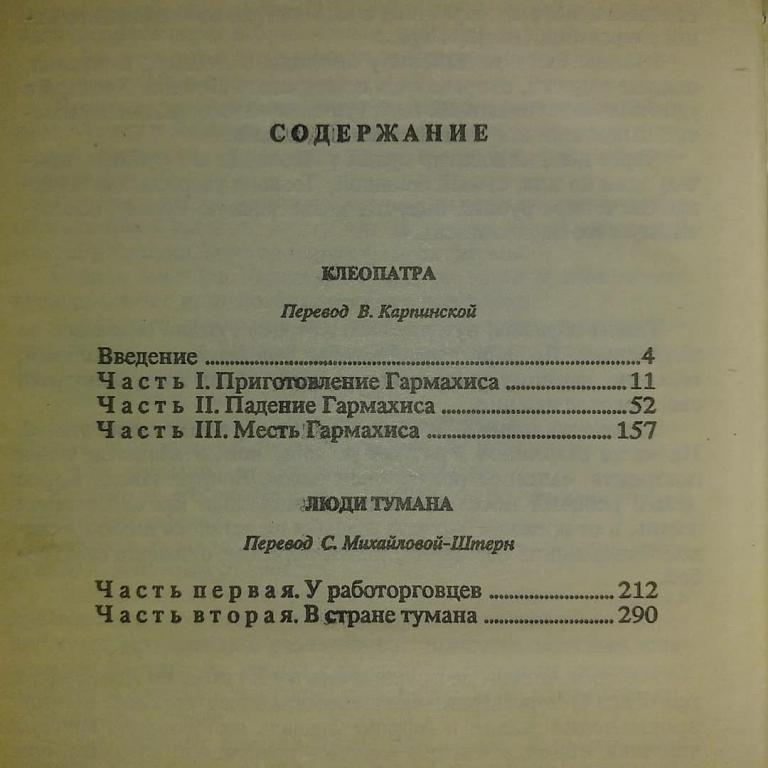 СОДЕРЖАНИЕ
КЛЕОПАТРА
Перевод В. Карпинской
Введение ........................................................................4
Часть I. Приготовление Гармахиса ....................11
Часть II. Падение Гармахиса ...............................52
Часть III. Месть Гармахиса ............................... 157
ЛЮДИ ТУМАНА
Перевод С. Михайловой-Штерн
Часть первая. У работорговцев ..................... 212
Часть вторая. В стране тумана ...................... 290